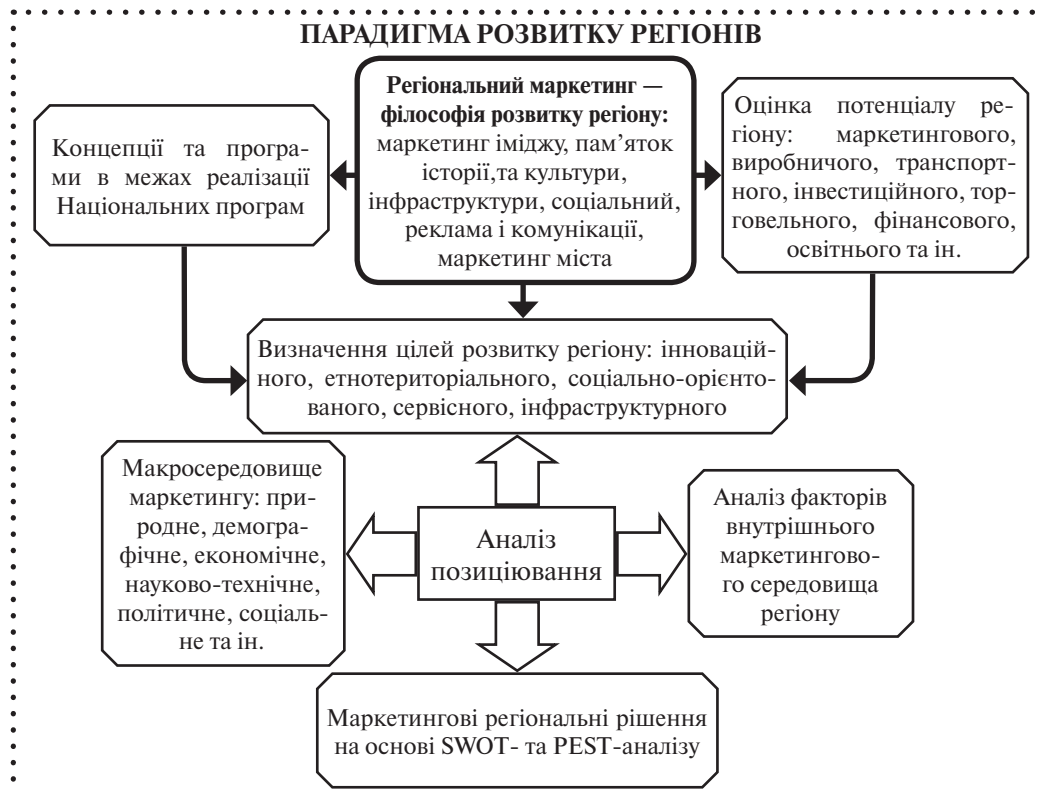 ПАРАДИГМА РОЗВИТКУ РЕГІОНІВ
Регіональний маркетинг —
філософія розвитку регіону:
маркетинг іміджу, пам’яток
історії,та культури,
інфраструктури, соціальний,
реклама і комунікації,
маркетинг міста
Концепції та програ-
ми в межах реалізації
Національних програм
Оцінка потенціалу ре-
гіону: маркетингового,
виробничого, транспорт-
ного, інвестиційного, тор-
говельного, фінансового,
освітнього та ін.
Визначення цілей розвитку регіону: інновацій-
ного, етнотериторіального, соціально-орієнто-
ваного, сервісного, інфраструктурного
Макросередовище
маркетингу: при-
родне, демогра-
фічне, економічне,
науково-технічне,
політичне, соціаль-
не та ін.
Аналіз
позиціювання
Аналіз факторів
внутрішнього
маркетингово-
го середовища
регіону
Маркетингові регіональні рішення
на основі SWOT- та PEST-аналізу